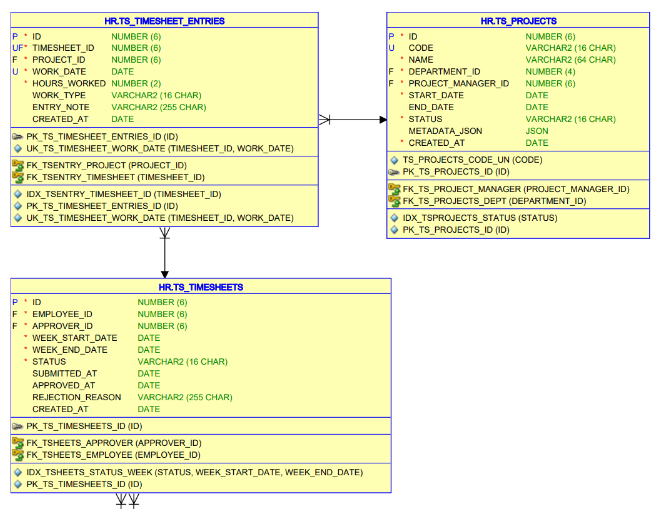 HR.TS_TIMESHEET_ENTRIES
P * ID NUMBER (6)
UF* TIMESHEET_ID NUMBER (6)
F * PROJECT_ID NUMBER (6)
U * WORK_DATE DATE
* HOURS_WORKED NUMBER (2)
WORK_TYPE VARCHAR2 (16 CHAR)
ENTRY_NOTE VARCHAR2 (255 CHAR)
CREATED_AT DATE
PK_TS_TIMESHEET_ENTRIES_ID (ID)
UK_TS_TIMESHEET_WORK_DATE (TIMESHEET_ID, WORK_DATE)
FK_TSENTRY_PROJECT (PROJECT_ID)
FK_TSENTRY_TIMESHEET (TIMESHEET_ID)
IDX_TSENTRY_TIMESHEET_ID (TIMESHEET_ID)
PK_TS_TIMESHEET_ENTRIES_ID (ID)
UK_TS_TIMESHEET_WORK_DATE (TIMESHEET_ID, WORK_DATE)
HR.TS_PROJECTS
P * ID NUMBER (6)
U CODE VARCHAR2 (16 CHAR)
* NAME VARCHAR2 (64 CHAR)
F * DEPARTMENT_ID NUMBER (4)
F * PROJECT_MANAGER_ID NUMBER (6)
* START_DATE DATE
END_DATE DATE
* STATUS VARCHAR2 (16 CHAR)
METADATA_JSON JSON
* CREATED_AT DATE
TS_PROJECTS_CODE_UN (CODE)
PK_TS_PROJECTS_ID (ID)
FK_TS_PROJECT_MANAGER (PROJECT_MANAGER_ID)
FK_TS_PROJECTS_DEPT (DEPARTMENT_ID)
IDX_TSPROJECTS_STATUS (STATUS)
PK_TS_PROJECTS_ID (ID)
HR.TS_TIMESHEETS
P * ID NUMBER (6)
F * EMPLOYEE_ID NUMBER (6)
F * APPROVER_ID NUMBER (6)
* WEEK_START_DATE DATE
* WEEK_END_DATE DATE
* STATUS VARCHAR2 (16 CHAR)
SUBMITTED_AT DATE
APPROVED_AT DATE
REJECTION_REASON VARCHAR2 (255 CHAR)
CREATED_AT DATE
PK_TS_TIMESHEETS_ID (ID)
FK_TSHEETS_APPROVER (APPROVER_ID)
FK_TSHEETS_EMPLOYEE (EMPLOYEE_ID)
IDX_TSHEETS_STATUS_WEEK (STATUS, WEEK_START_DATE, WEEK_END_DATE)
PK_TS_TIMESHEETS_ID (ID)